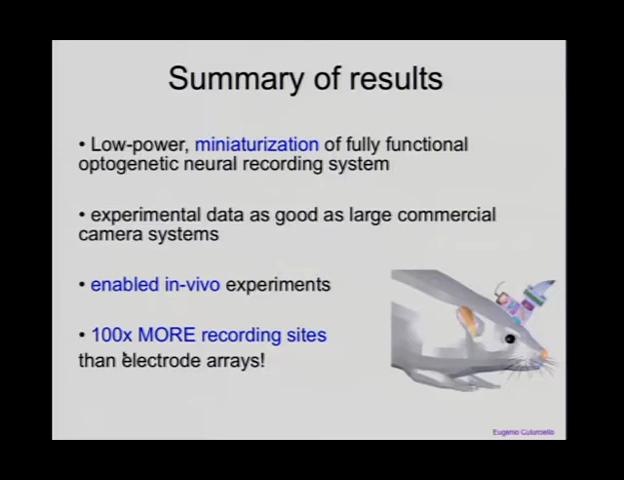 Summary of results
• Low-power, miniaturization of fully functional
optogenetic neural recording system
• experimental data as good as large commercial
camera systems
• enabled in-vivo experiments
• 100x MORE recording sites
than electrode arrays!
Eugenio Culurciello